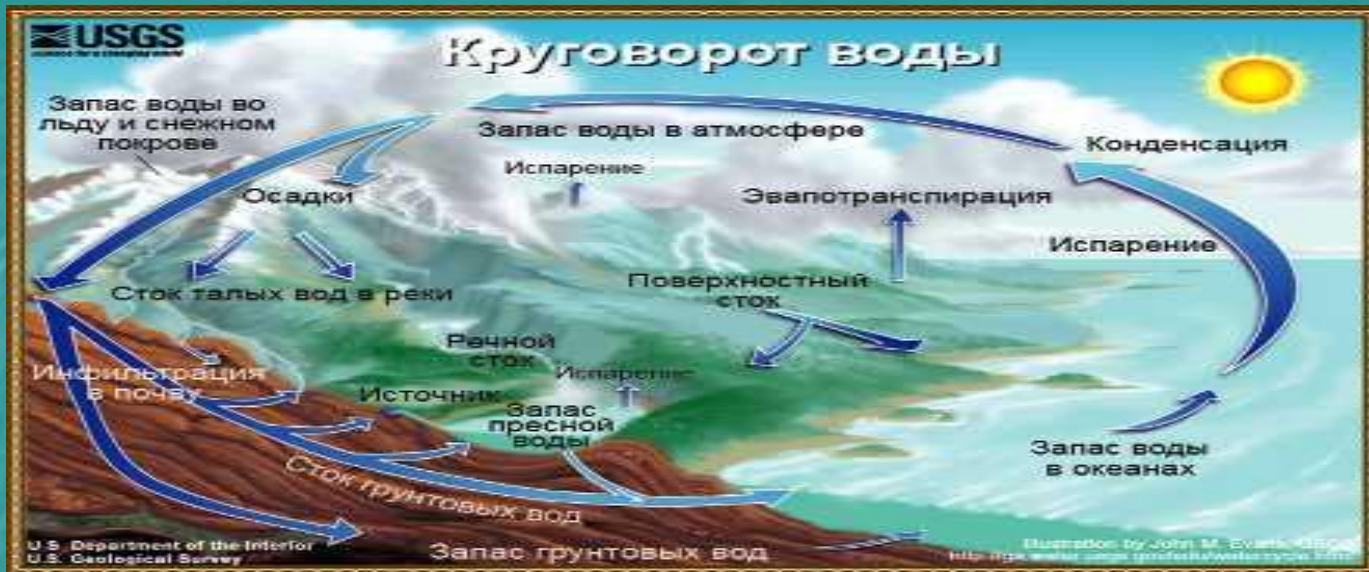 USGS
Круговорот воды
Запас воды во
льду и снежном
покрове
Запас воды в атмосфере
Конденсация
Испарение
Осадки
Эвапотранспирация
Испарение
Сток талых вод в реки
Поверхностный
сток
Речной
сток
Инфильтрация
в почву
Испарение
Источник
Запас
пресной
воды
Запас воды
в океанах
Сток грунтовых вод
Запас грунтовых вод
U.S. Department of the Interior
U.S. Geological Survey
Illustration by John M. Evans